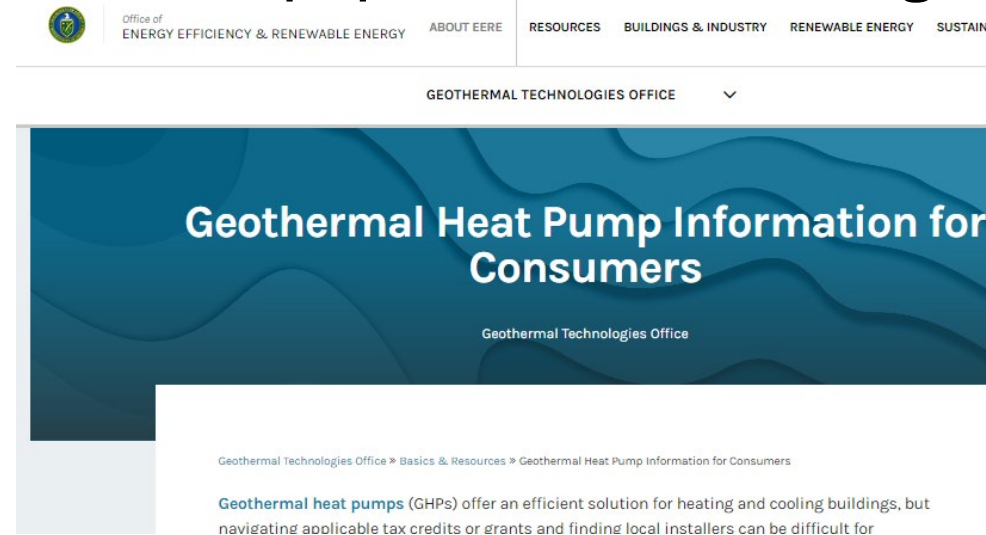 Office of
ENERGY EFFICIENCY & RENEWABLE ENERGY
ABOUT EERE
RESOURCES
BUILDINGS & INDUSTRY
RENEWABLE ENERGY
SUSTAIN
GEOTHERMAL TECHNOLOGIES OFFICE
Geothermal Heat Pump Information for
Consumers
Geothermal Technologies Office
Geothermal Technologies Office » Basics & Resources » Geothermal Heat Pump Information for Consumers
Geothermal heat pumps (GHPs) offer an efficient solution for heating and cooling buildings, but
navigating applicable tax credits or grants and finding local installers can be difficult for